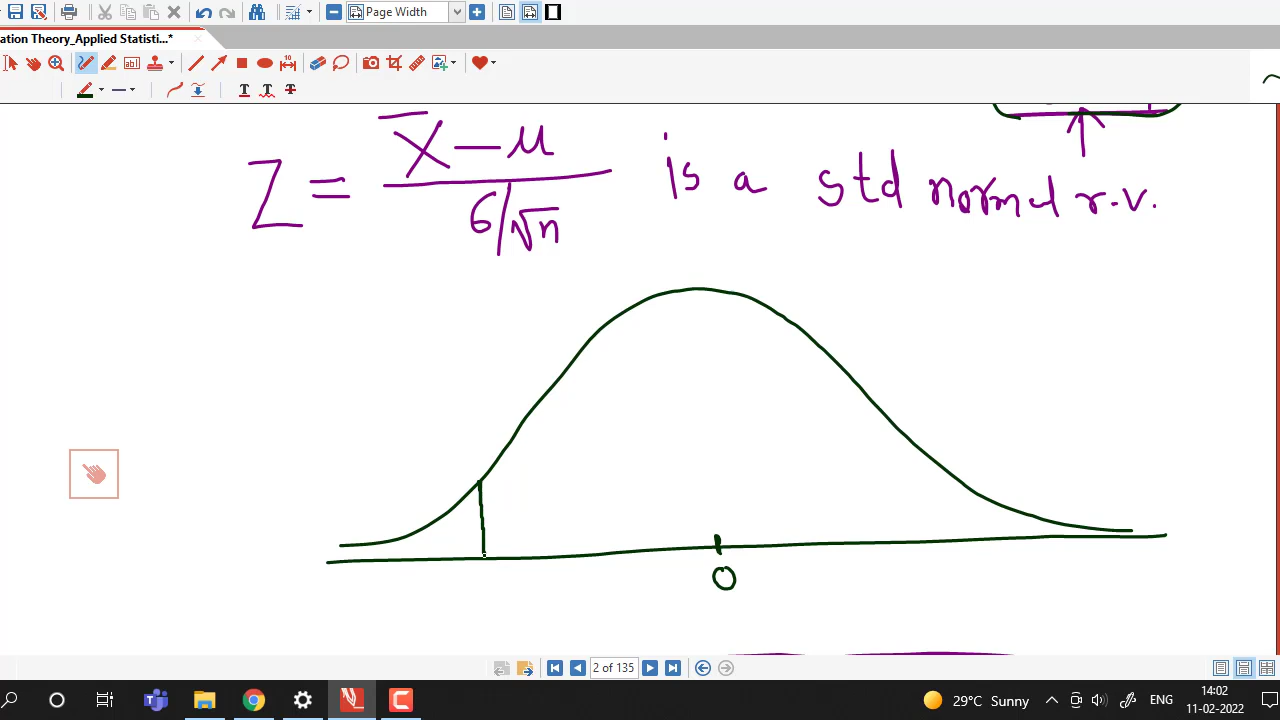 Page Width
ation Theory_Applied Statisti...*
10
T T T
Z = X̅ − μ / σ/√n is a std normal r.v.
0
2 of 135
29°C Sunny
ENG
14:02
11-02-2022